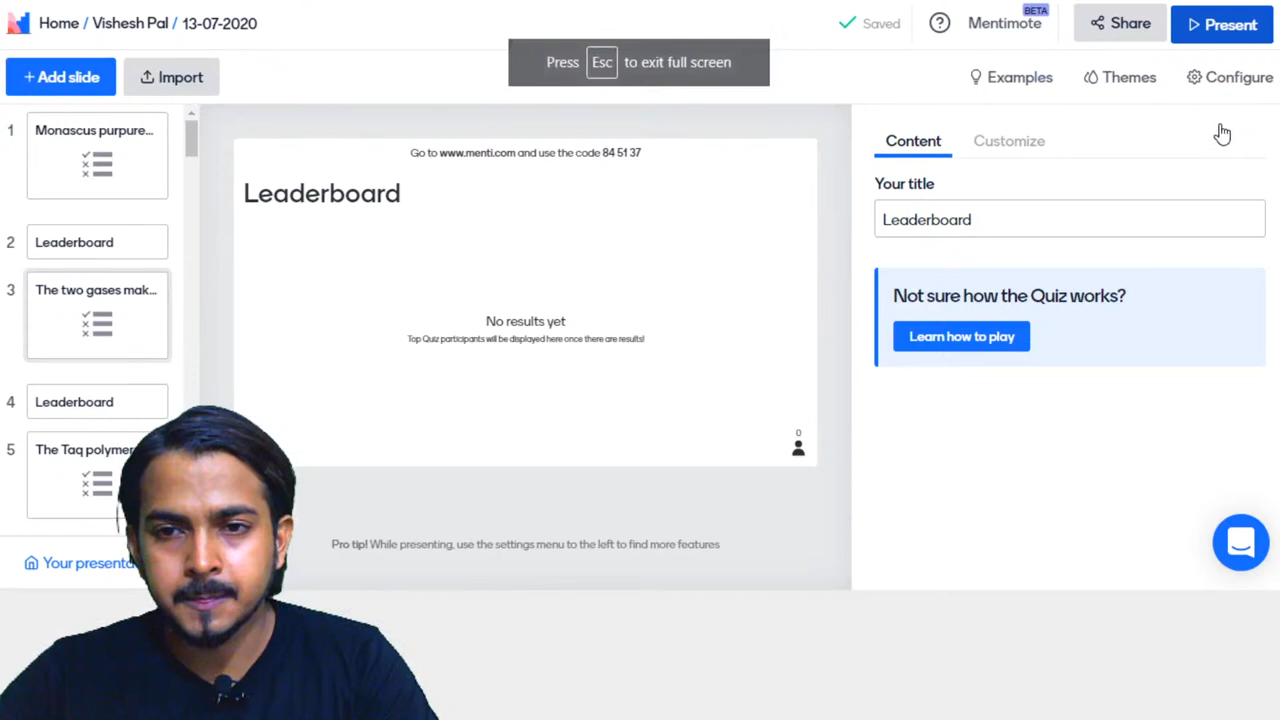 Home / Vishesh Pal / 13-07-2020
Saved
?
Mentimote
BETA
Share
Present
+ Add slide
Import
Press Esc to exit full screen
Examples
Themes
Configure
1 Monascus purpure...
2 Leaderboard
3 The two gases mak...
4 Leaderboard
5 The Taq polymer
Your presenta
Go to www.menti.com and use the code 84 51 37
Leaderboard
No results yet
Top Quiz participants will be displayed here once there are results!
0
Pro tip! While presenting, use the settings menu to the left to find more features
Content
Customize
Your title
Leaderboard
Not sure how the Quiz works?
Learn how to play